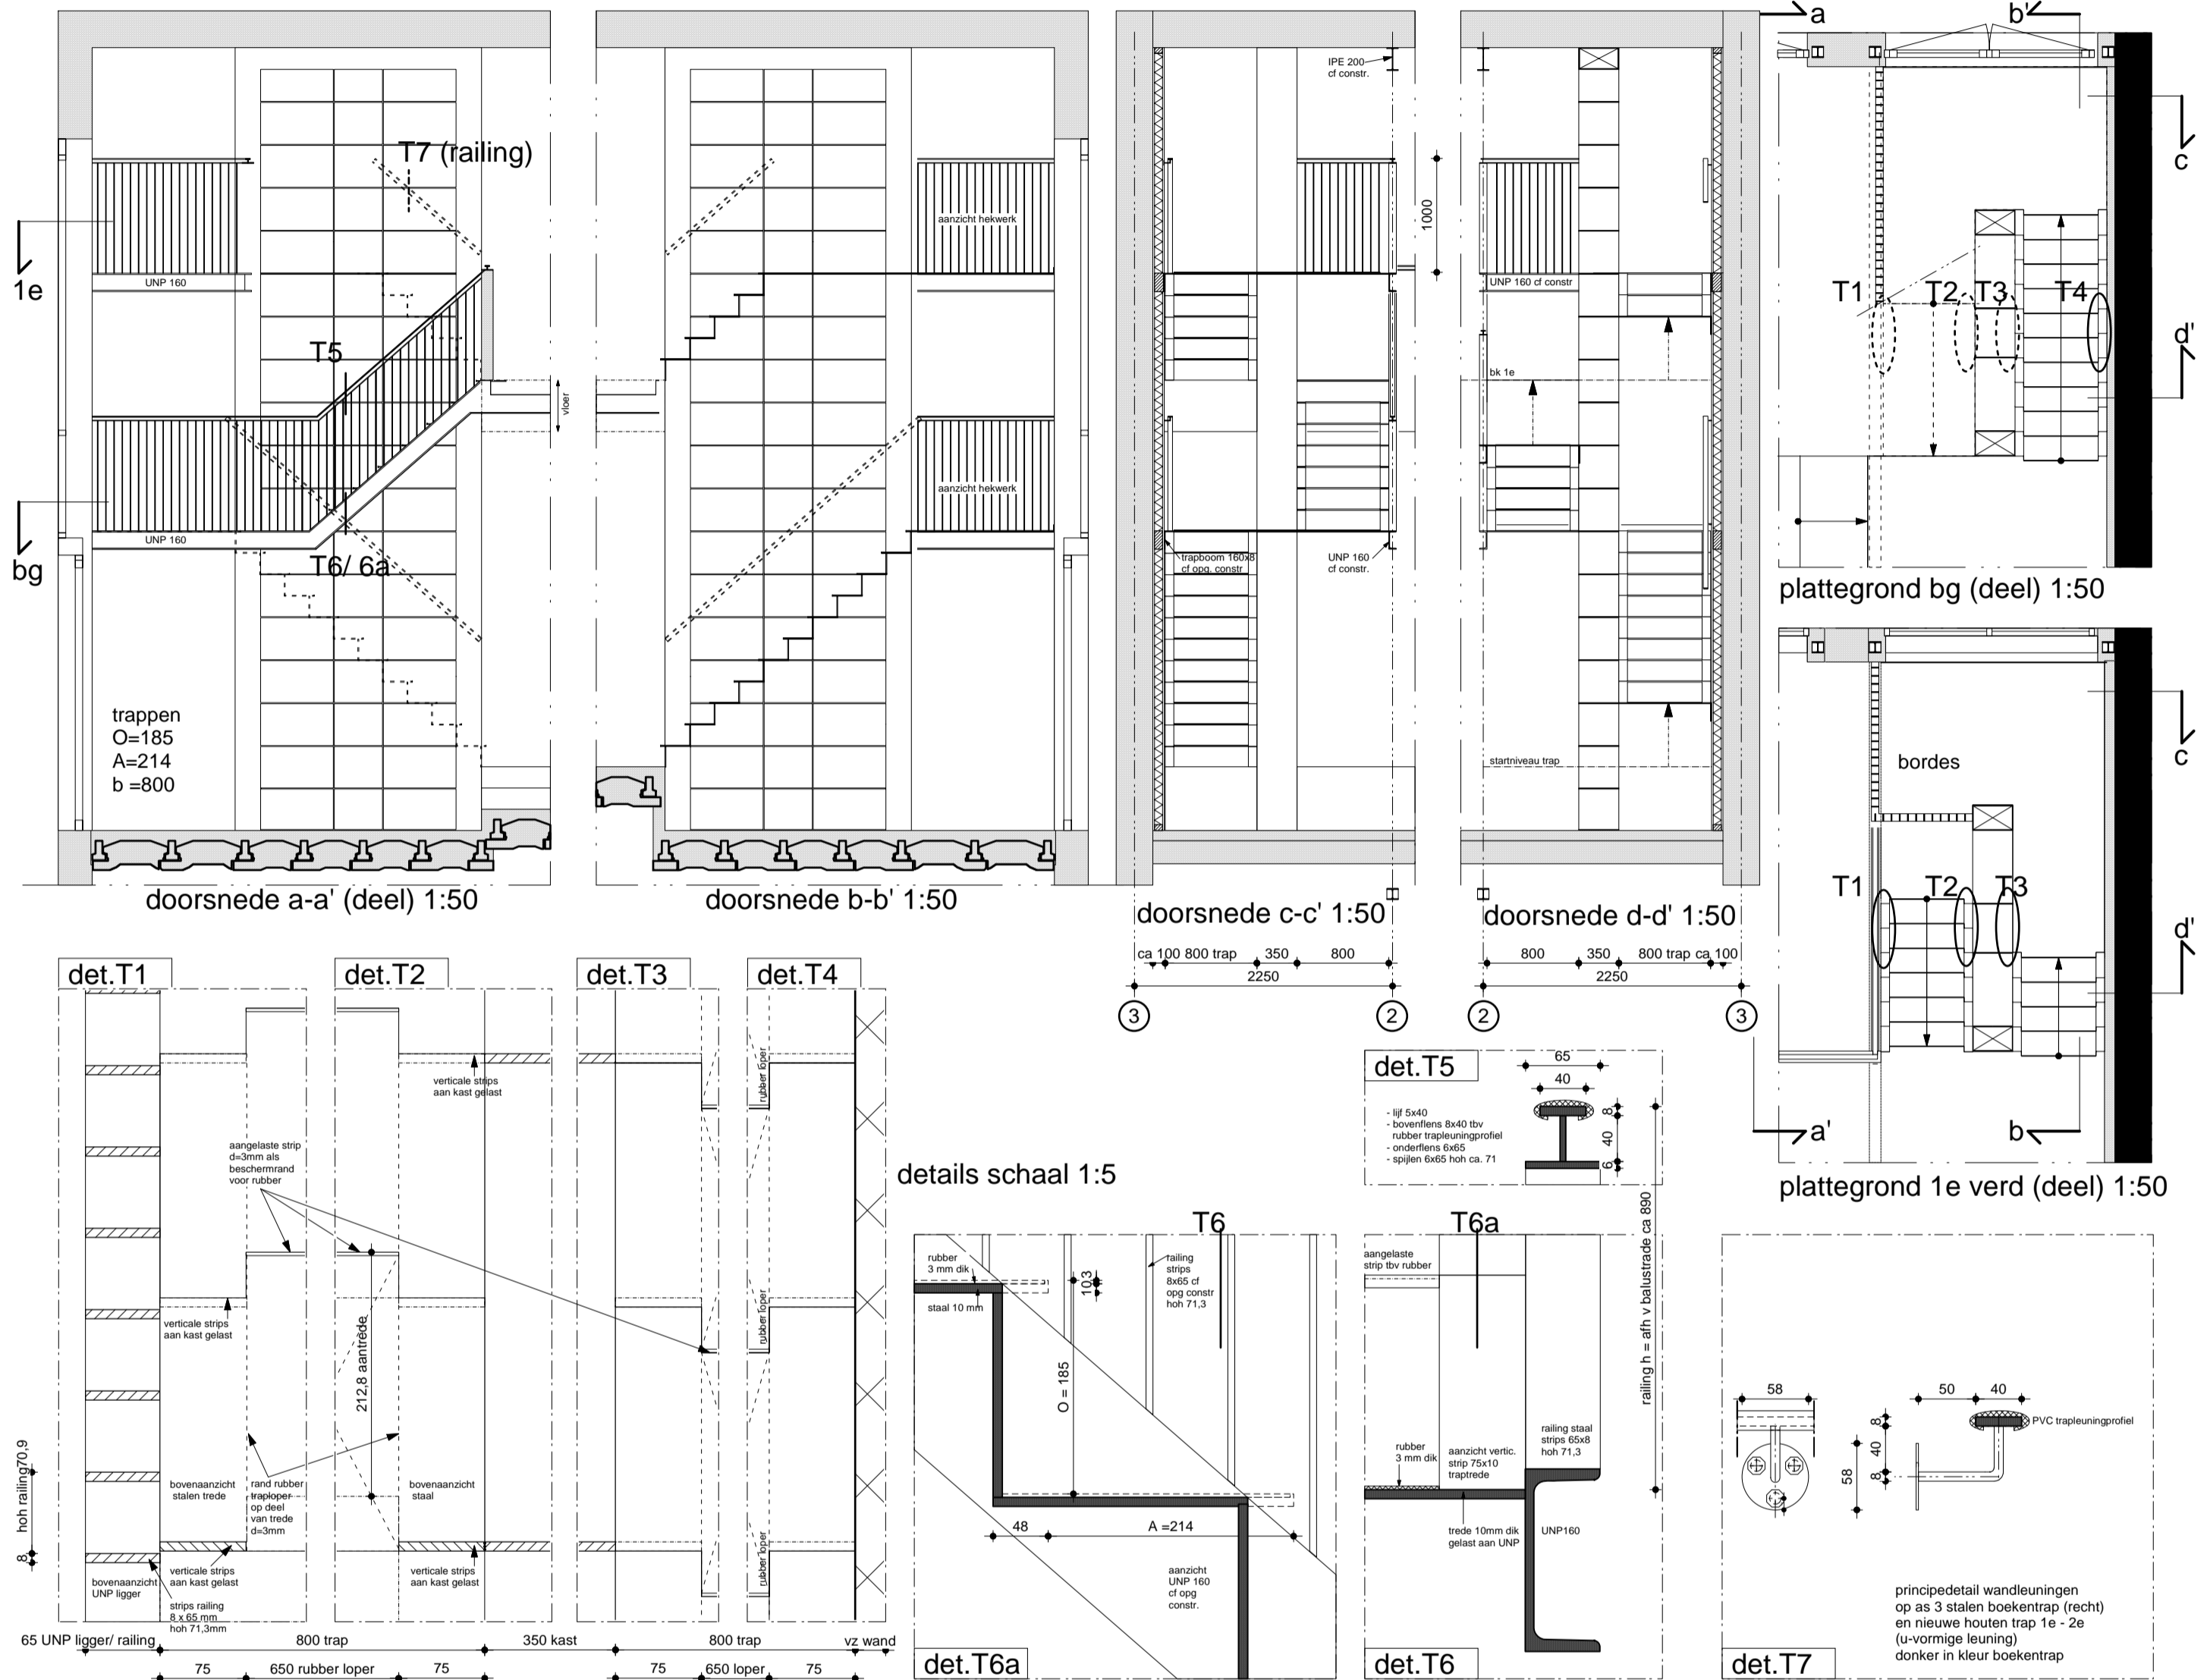 a
b'
c
IPE 200
cf constr.
T7 (railing)
1e
UNP 160
aanzicht hekwerk
1000
UNP 160 cf constr
T1
T2
T3
T4
d'
T5
vloer
bk 1e
aanzicht hekwerk
bg
UNP 160
T6/ 6a
trapboom 160x8
cf opg. constr
UNP 160
cf constr.
plattegrond bg (deel) 1:50
trappen
O=185
A=214
b =800
startniveau trap
bordes
c
doorsnede a-a' (deel) 1:50
doorsnede b-b' 1:50
doorsnede c-c' 1:50
doorsnede d-d' 1:50
T1
T2
T3
d'
ca 100 800 trap 350 800
2250
3
2
800 350 800 trap ca 100
2250
2
3
a'
b
plattegrond 1e verd (deel) 1:50
det.T1
det.T2
det.T3
det.T4
verticale strips
aan kast gelast
aangelaste strip
d=3mm als
beschermrand
voor rubber
verticale strips
aan kast gelast
212,8 aantrede
rubber loper
rubber loper
rubber loper
bovenaanzicht
stalen trede
rand rubber
traploper
op deel
van trede
d=3mm
bovenaanzicht
staal
hoh railing70,9
8
bovenaanzicht
UNP ligger
verticale strips
aan kast gelast
strips railing
8 x 65 mm
hoh 71,3mm
verticale strips
aan kast gelast
65 UNP ligger/ railing
800 trap
350 kast
800 trap
vz wand
75
650 rubber loper
75
75
650 loper
75
details schaal 1:5
det.T5
65
40
- lijf 5x40
- bovenflens 8x40 tbv
rubber trapleuningprofiel
- onderflens 6x65
- spijlen 6x65 hoh ca. 71
8
40
6
railing h = afh v balustrade ca 890
T6
rubber
3 mm dik
staal 10 mm
10,3
railing
strips
8x65 cf
opg constr
hoh 71,3
O = 185
48
A =214
aanzicht
UNP 160
cf opg
constr.
det.T6a
T6a
aangelaste
strip tbv rubber
rubber
3 mm dik
aanzicht vertic.
strip 75x10
traptrede
railing staal
strips 65x8
hoh 71,3
trede 10mm dik
gelast aan UNP
UNP160
det.T6
58
50
40
8
40
8
58
PVC trapleuningprofiel
principedetail wandleuningen
op as 3 stalen boekentrap (recht)
en nieuwe houten trap 1e - 2e
(u-vormige leuning)
donker in kleur boekentrap
det.T7